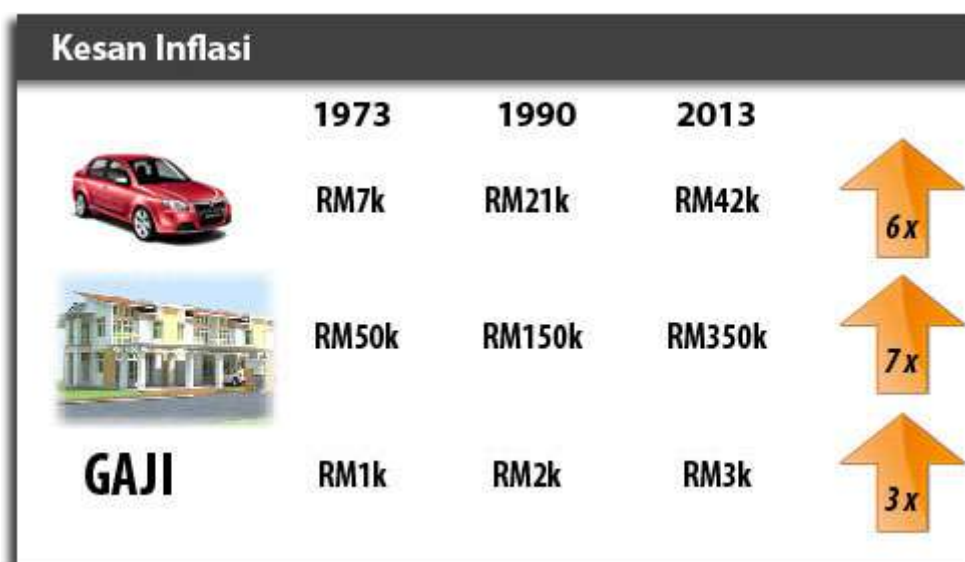 Kesan Inflasi
1973 1990 2013
RM7k RM21k RM42k 6x
RM50k RM150k RM350k 7x
GAJI RM1k RM2k RM3k 3x